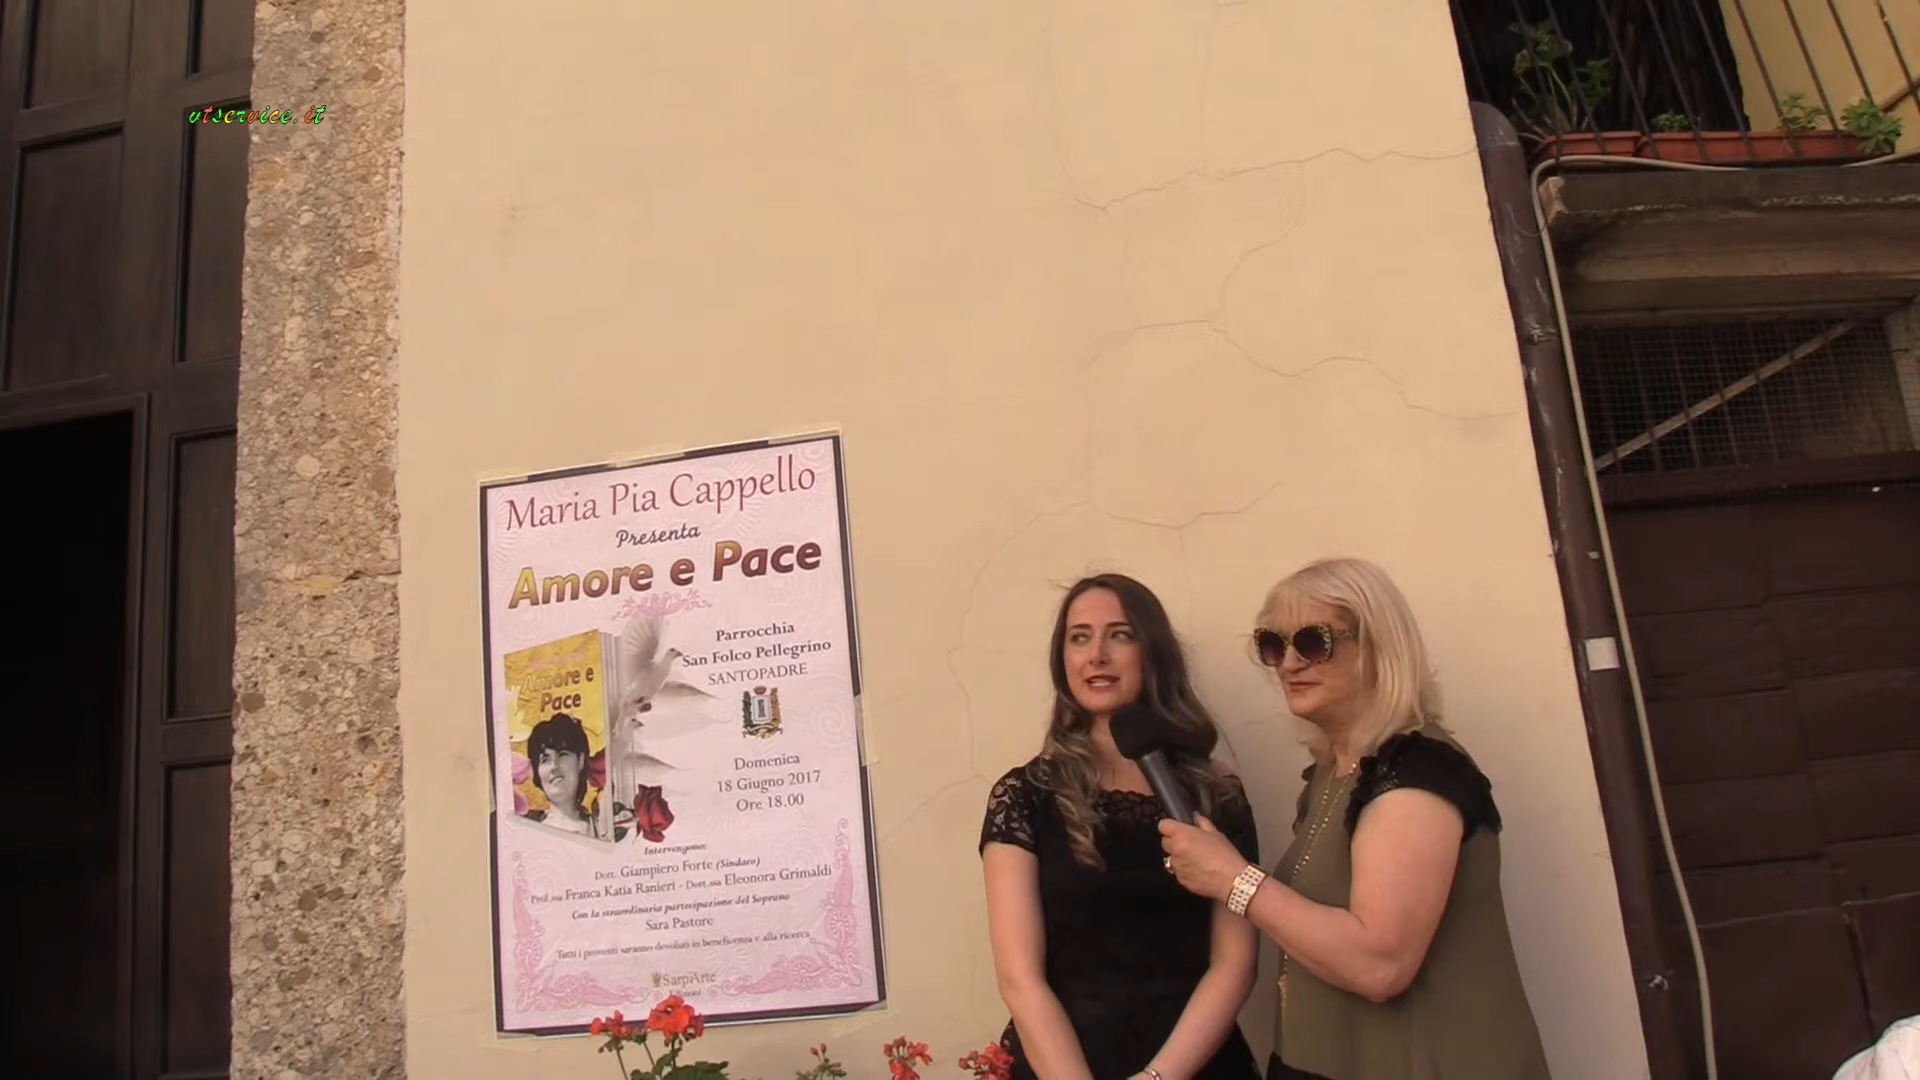 vtservice.it
Maria Pia Cappello
Presenta
Amore e Pace
Parrocchia
San Folco Pellegrino
SANTOPADRE
Amore e
Pace
Domenica
18 Giugno 2017
Ore 18.00
Intervengono:
Dott. Giampiero Forte (Sindaco)
Prof.ssa Franca Katia Ranieri - Dott.ssa Eleonora Grimaldi
Con la straordinaria partecipazione del Soprano
Sara Pastore
Tutti i proventi saranno devoluti in beneficenza e alla ricerca
SarpiArte